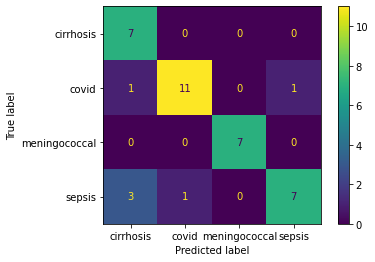 True label
cirrhosis 7 0 0 0
covid 1 11 0 1
meningococcal 0 0 7 0
sepsis 3 1 0 7
cirrhosis covid meningococcal sepsis
Predicted label
10
8
6
4
2
0